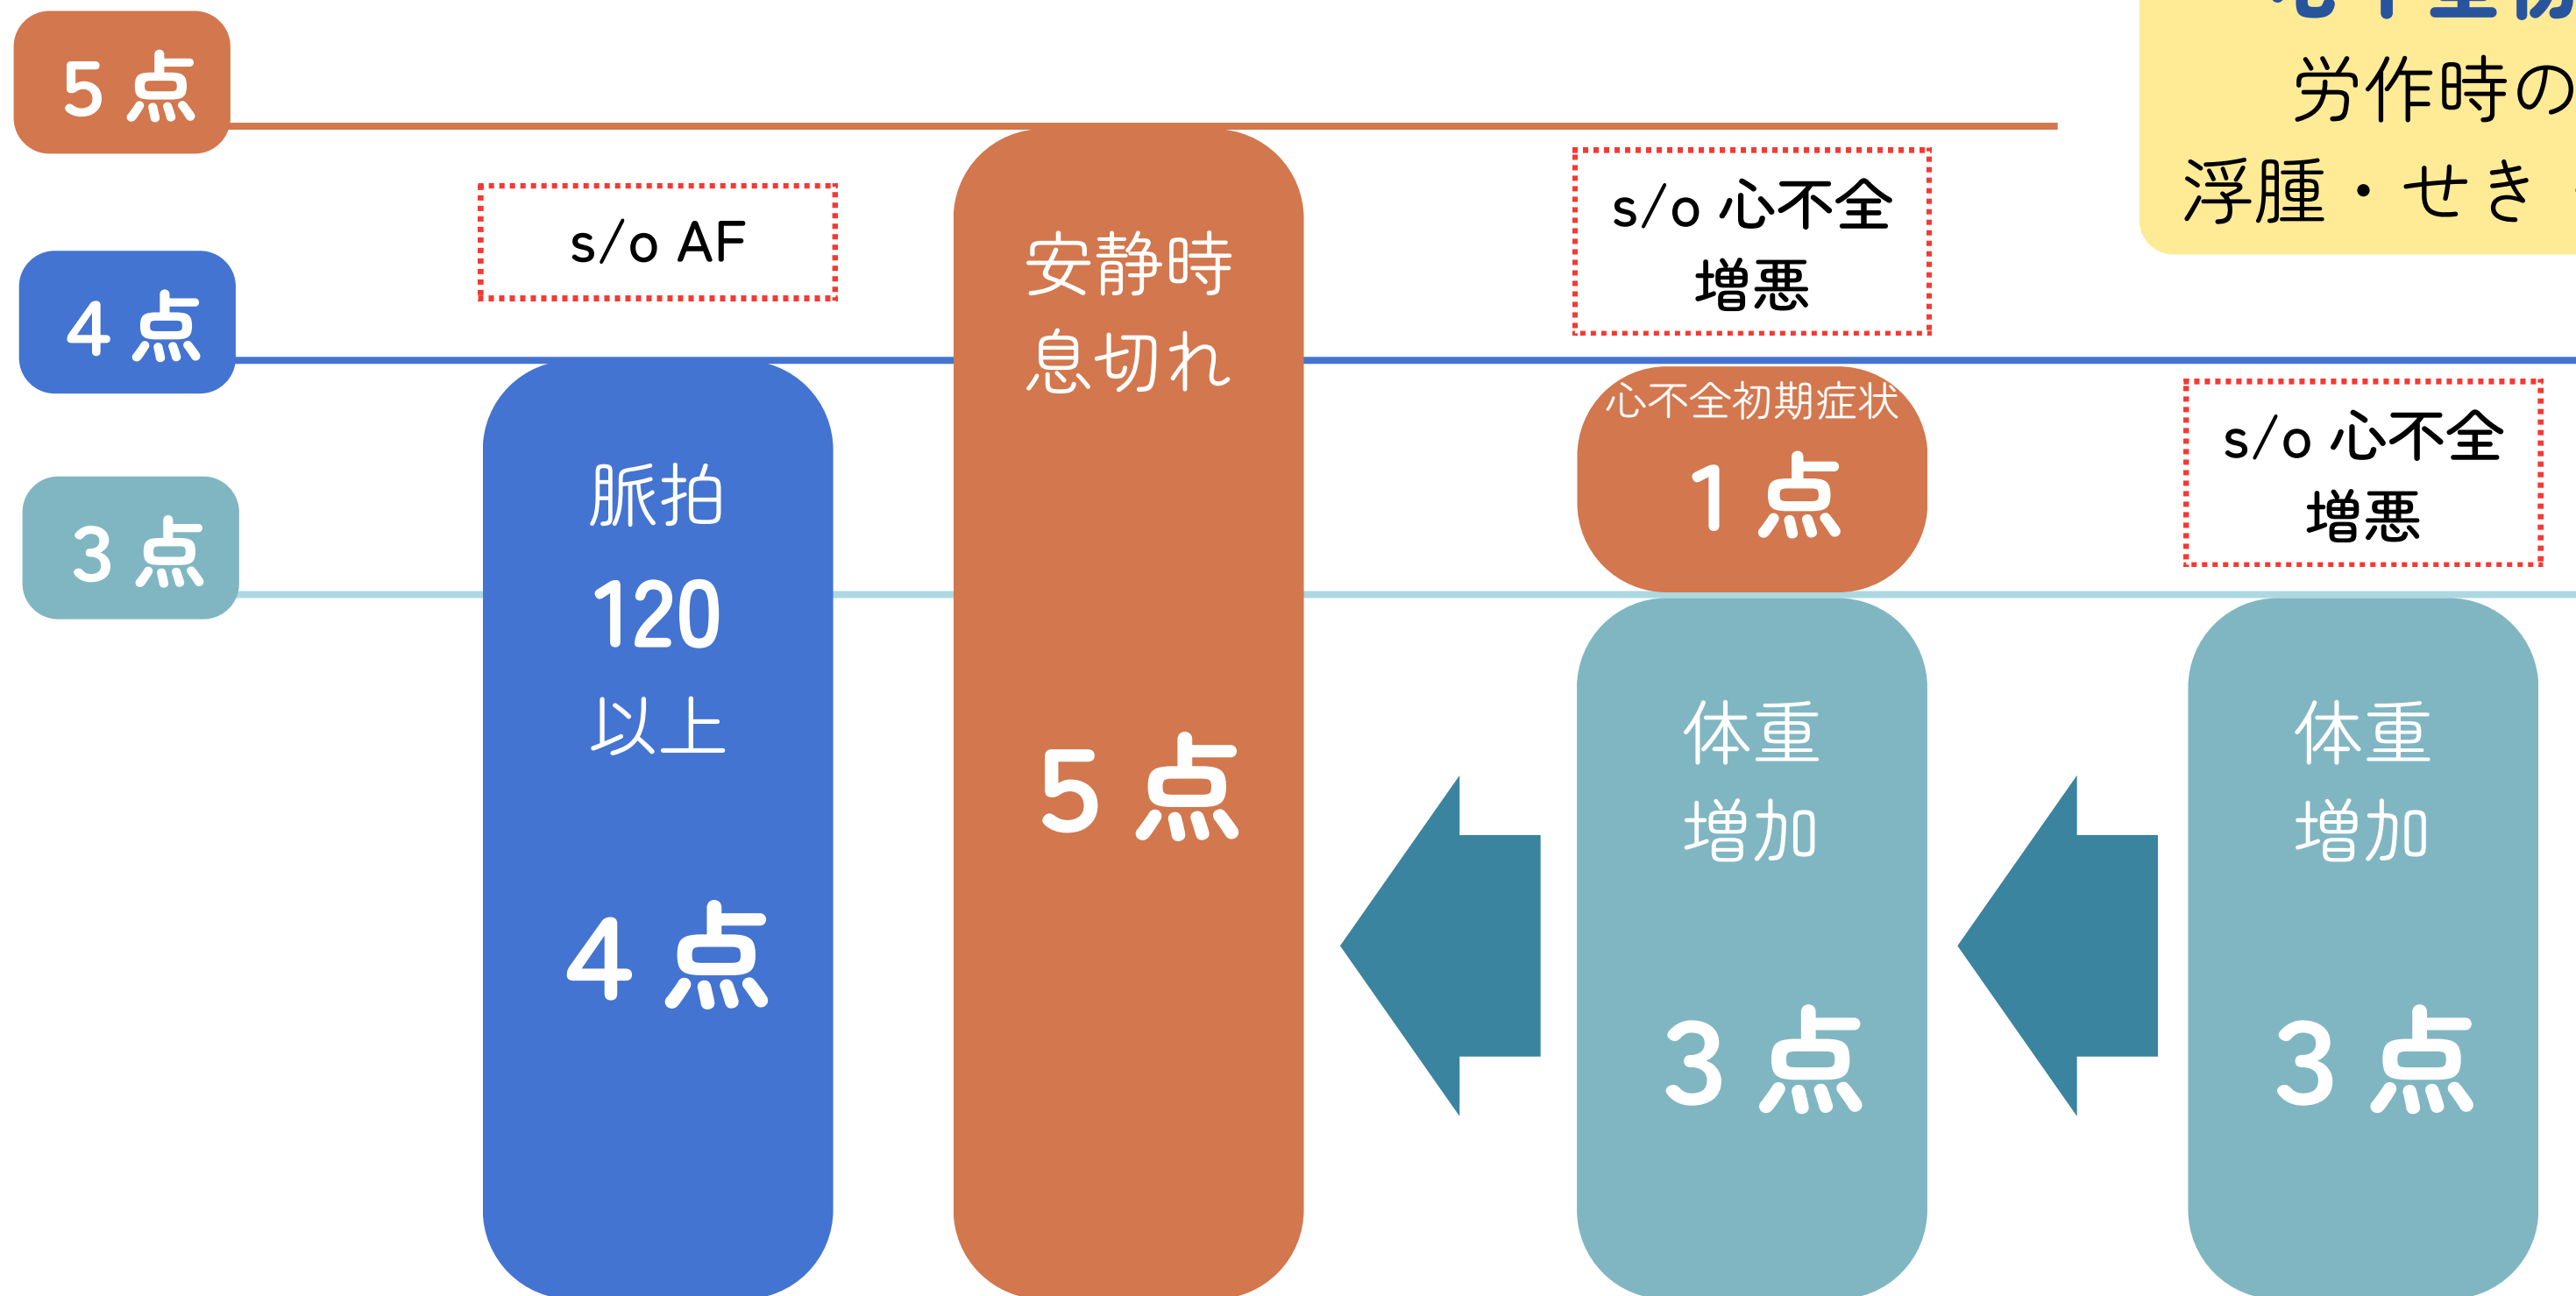 5 点
労作時の
浮腫・せき
s/o AF
s/o 心不全
増悪
安静時
息切れ
4 点
心不全初期症状
1 点
s/o 心不全
増悪
3 点
脈拍
120
以上
4 点
5 点
体重
増加
3 点
体重
増加
3 点